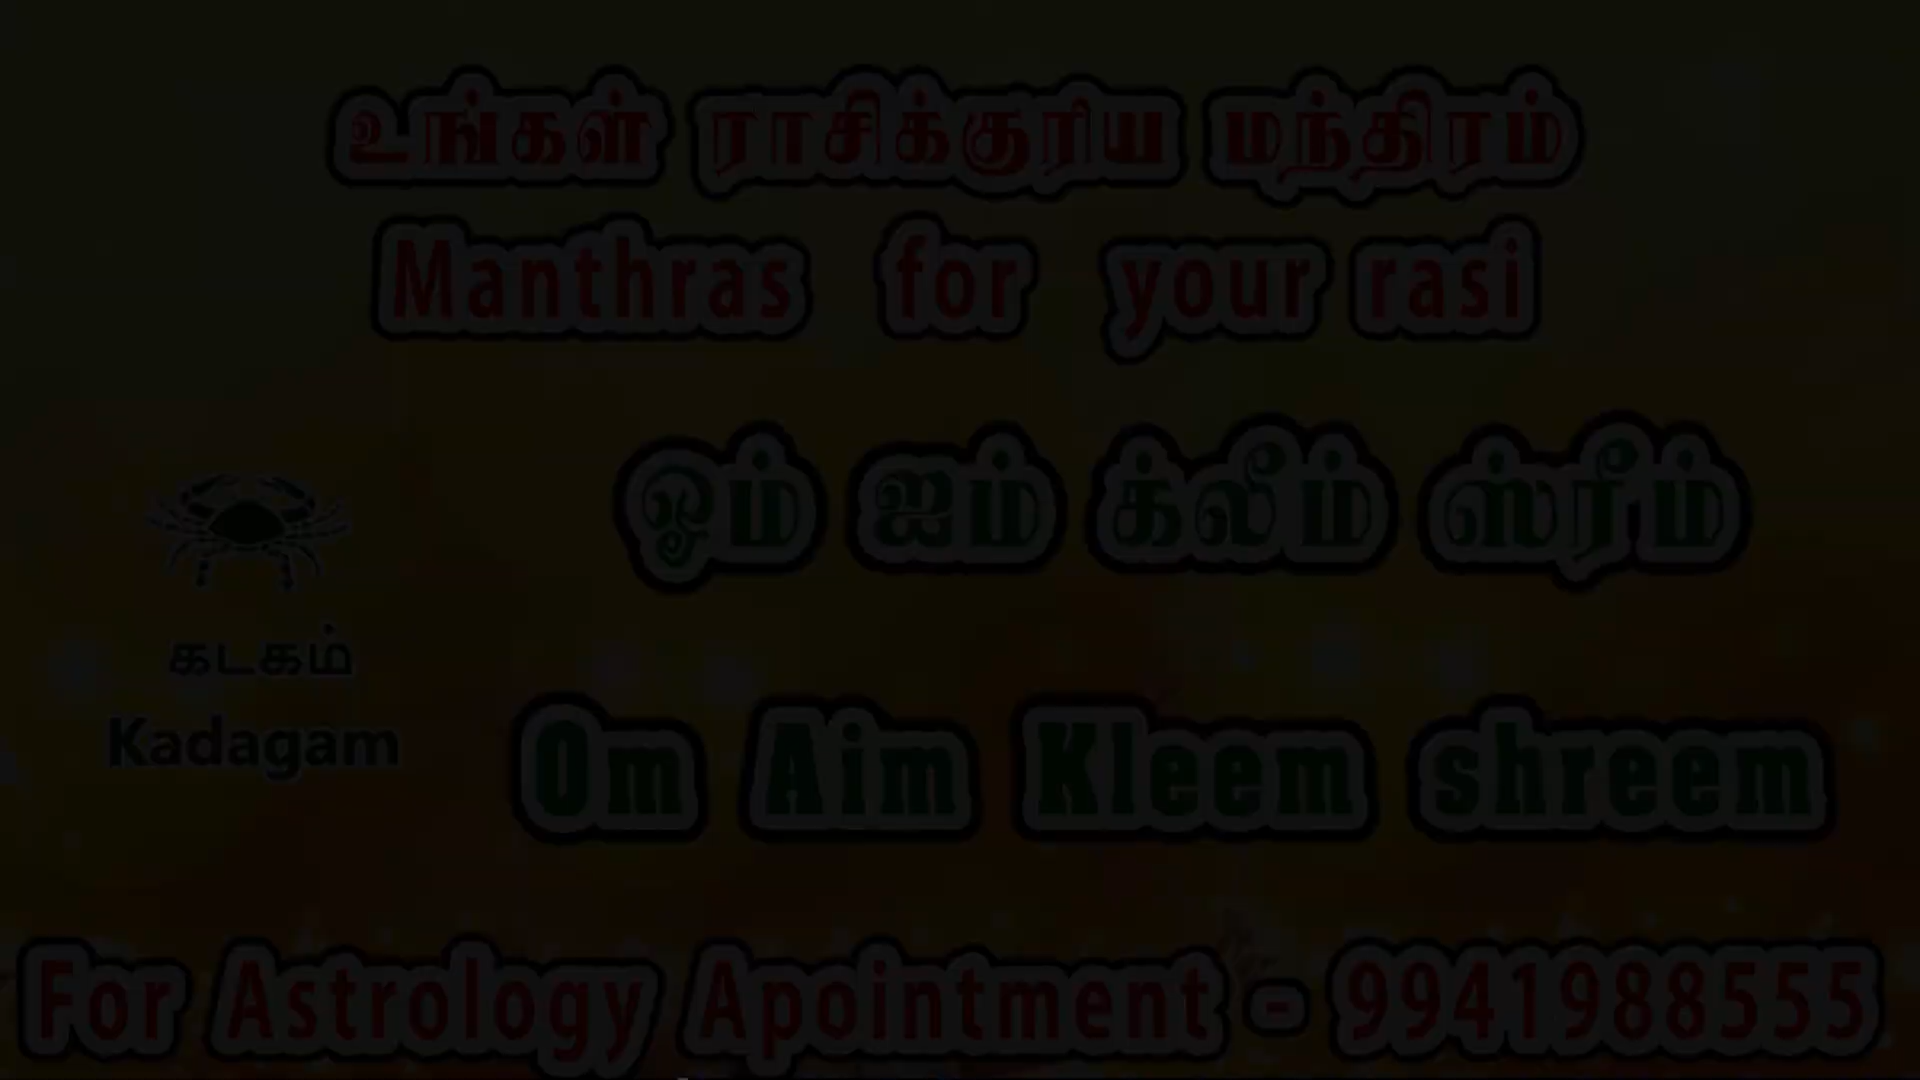 உங்கள் ராசிக்குரிய மந்திரம்
Manthras for your rasi
ஓம் ஐம் க்லீம் ஸ்ரீம்
கடகம்
Kadagam
Om Aim Kleem shreem
For Astrology Apointment - 9941988555